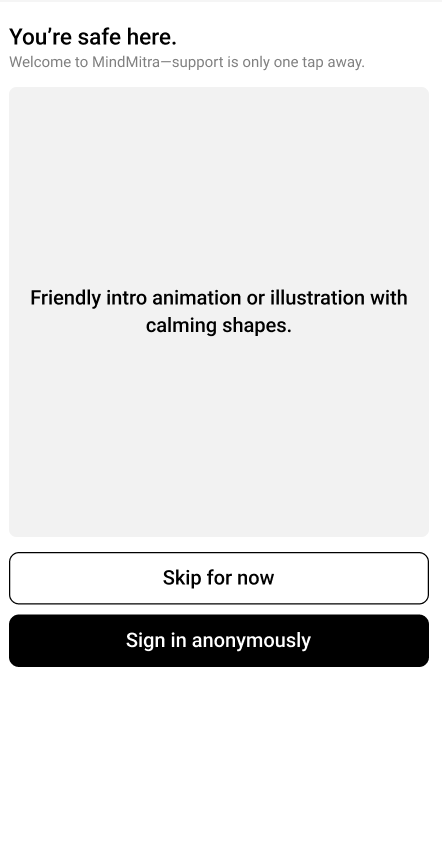 You’re safe here.
Welcome to MindMitra—support is only one tap away.
Friendly intro animation or illustration with
calming shapes.
Skip for now
Sign in anonymously